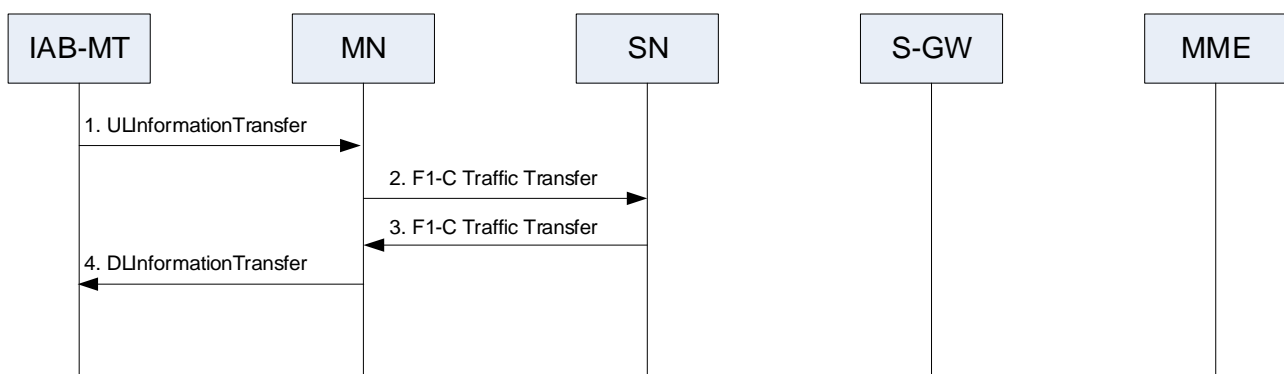 IAB-MT
MN
SN
S-GW
MME
1. ULInformationTransfer
2. F1-C Traffic Transfer
3. F1-C Traffic Transfer
4. DLInformationTransfer